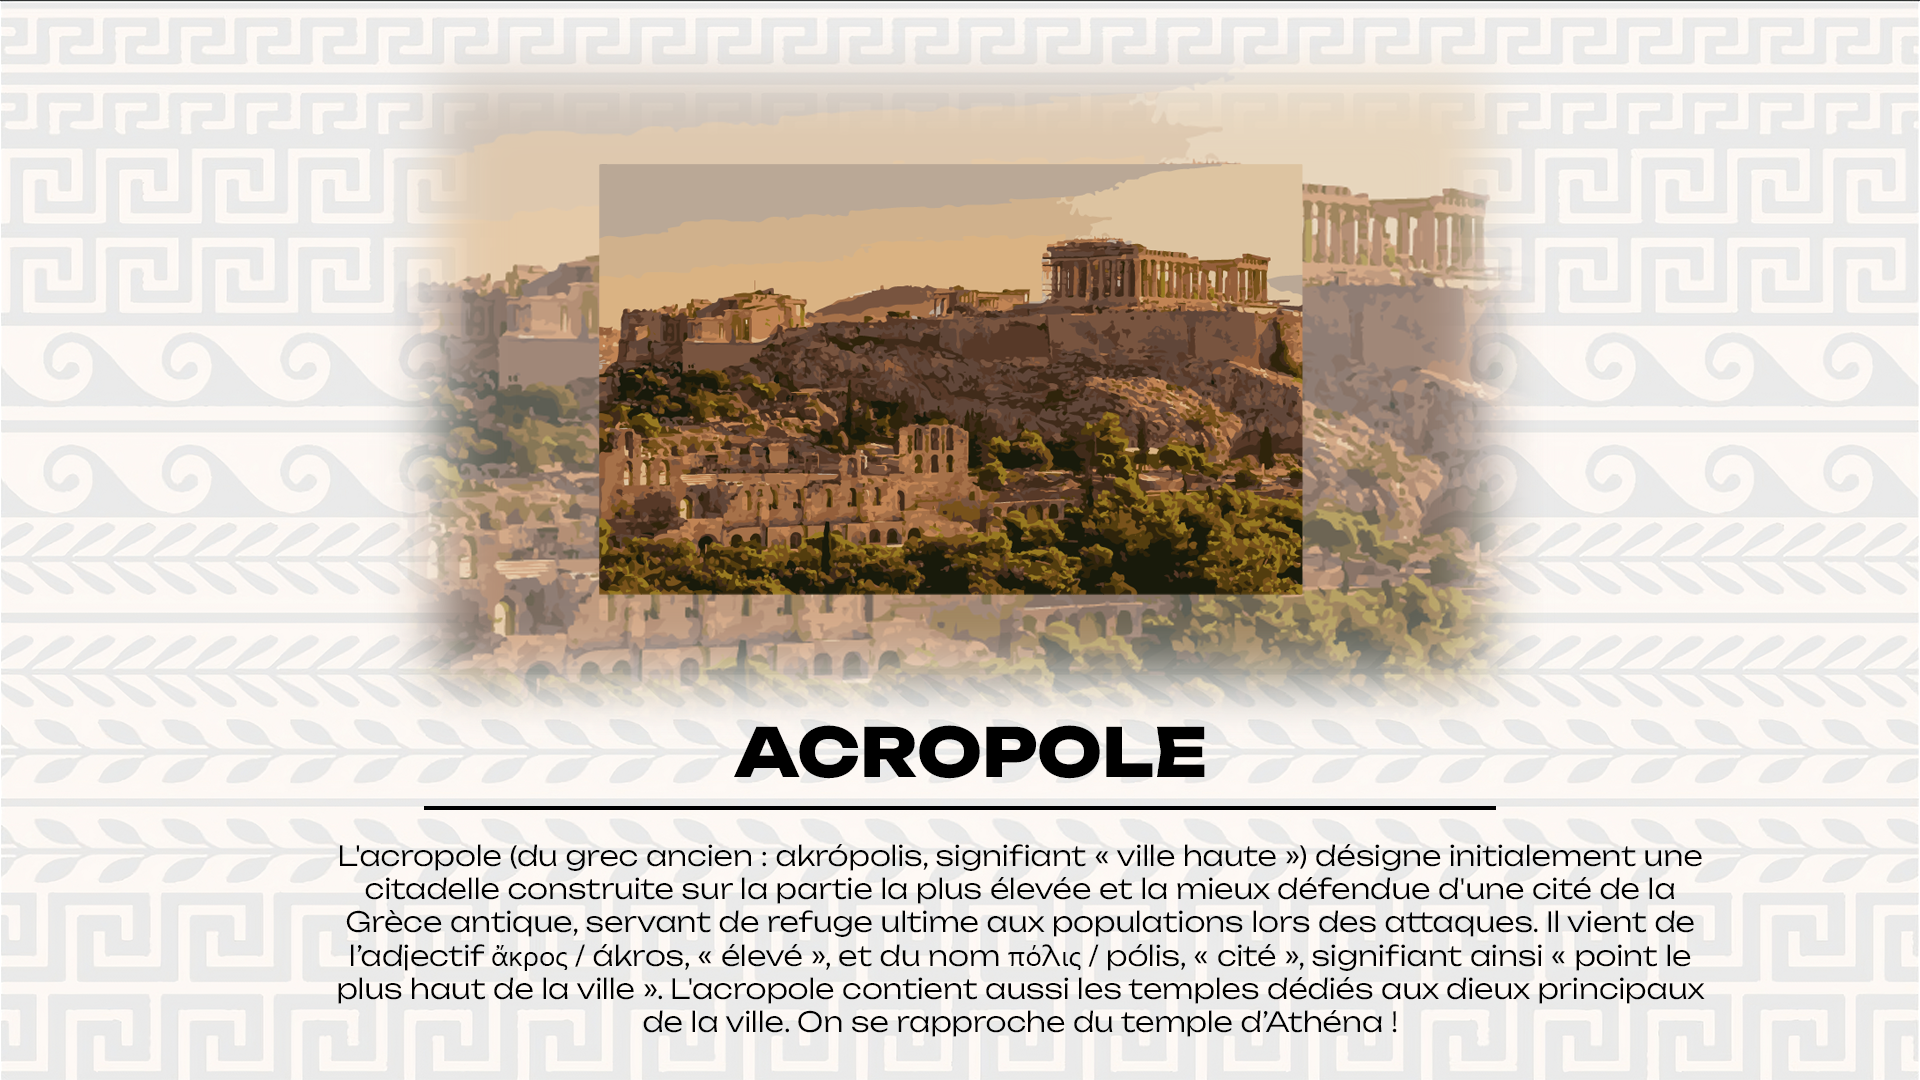 ACROPOLE
L'acropole (du grec ancien : akrópolis, signifiant « ville haute ») désigne initialement une
citadelle construite sur la partie la plus élevée et la mieux défendue d'une cité de la
Grèce antique, servant de refuge ultime aux populations lors des attaques. Il vient de
l’adjectif ἄκρος / ákros, « élevé », et du nom πόλις / pólis, « cité », signifiant ainsi « point le
plus haut de la ville ». L'acropole contient aussi les temples dédiés aux dieux principaux
de la ville. On se rapproche du temple d’Athéna !